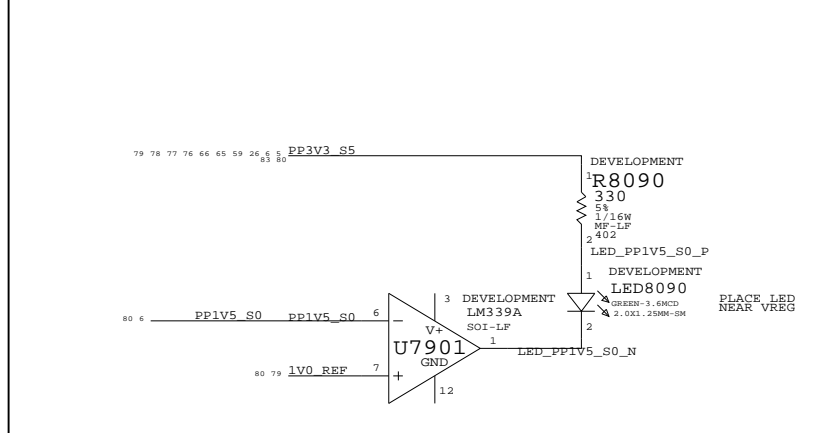 79 78 77 76 66 65 59 26 6 5 PP3V3_S5
83 80
DEVELOPMENT
1
R8090
330
5%
1/16W
MF-LF
402
2
LED_PP1V5_S0_P
1
DEVELOPMENT
LED8090
GREEN-3.6MCD
2.0X1.25MM-SM
2
PLACE LED
NEAR VREG
3 DEVELOPMENT
LM339A
SOI-LF
80 6 PP1V5_S0 PP1V5_S0 6
V+
U7901
GND
1
LED_PP1V5_S0_N
80 79 1V0_REF 7
12